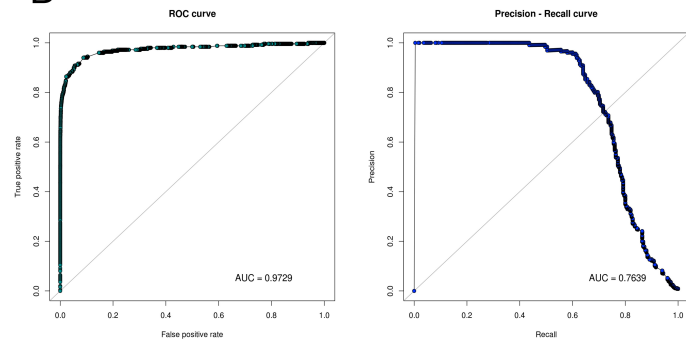 ROC curve
Precision - Recall curve
True positive rate
1.0
0.8
0.6
0.4
0.2
0.0
AUC = 0.9729
0.0 0.2 0.4 0.6 0.8 1.0
False positive rate
Precision
1.0
0.8
0.6
0.4
0.2
0.0
AUC = 0.7639
0.0 0.2 0.4 0.6 0.8 1.0
Recall